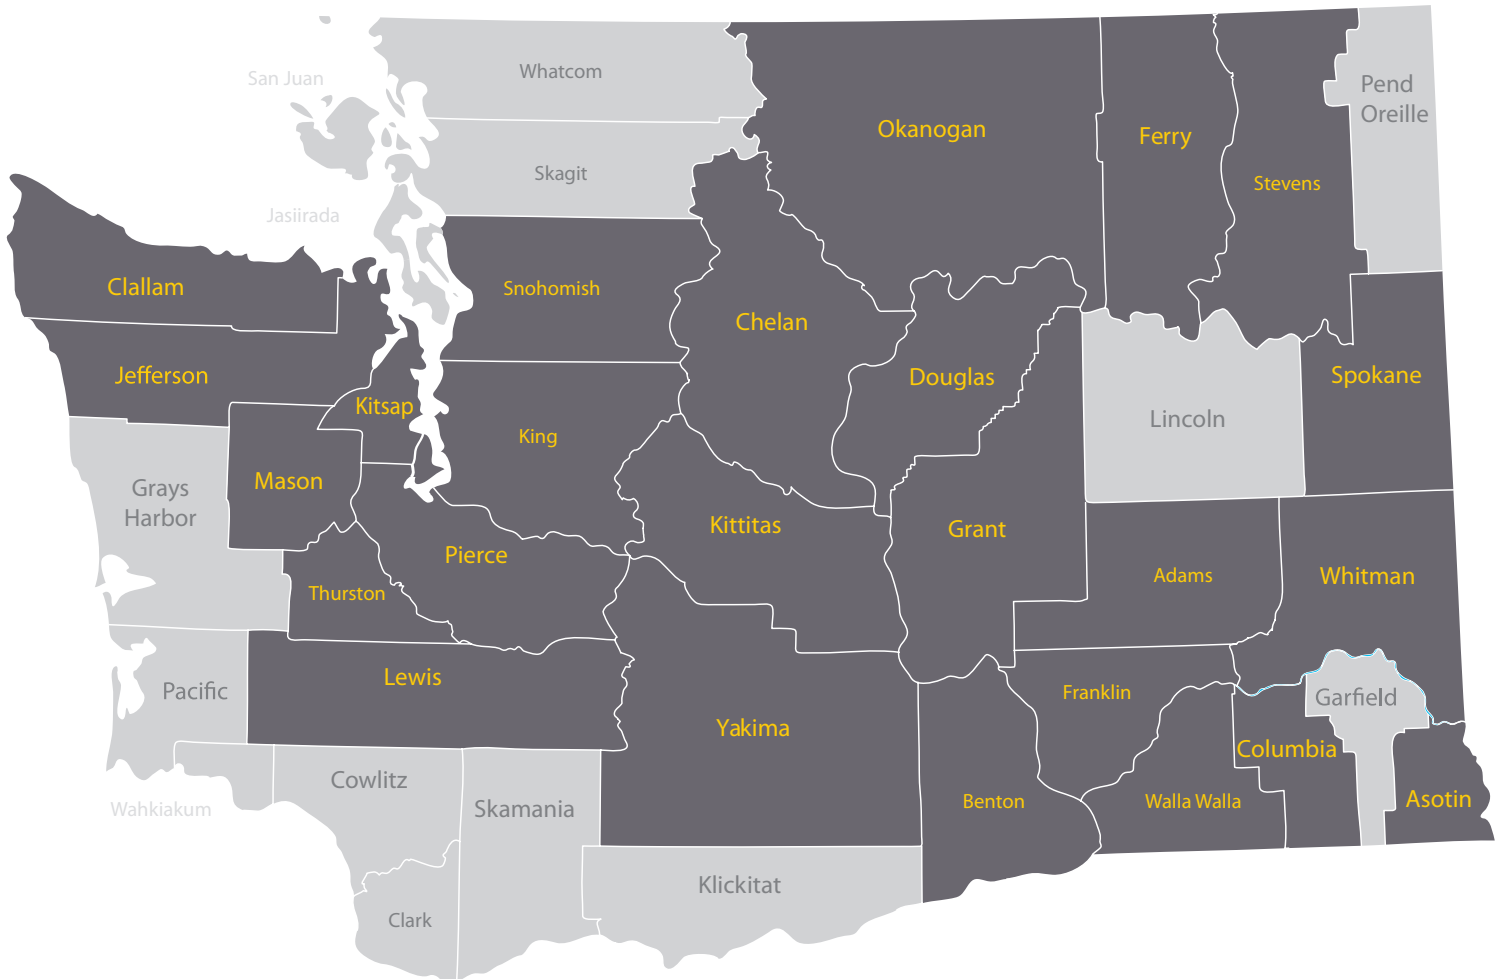 San Juan
Whatcom
Pend
Oreille
Okanogan
Ferry
Skagit
Stevens
Jasiirada
Clallam
Snohomish
Chelan
Jefferson
Douglas
Spokane
Kitsap
Lincoln
King
Mason
Grays
Harbor
Kittitas
Grant
Pierce
Adams
Whitman
Thurston
Lewis
Pacific
Franklin
Garfield
Yakima
Columbia
Cowlitz
Wahkiakum
Skamania
Benton
Walla Walla
Asotin
Klickitat
Clark